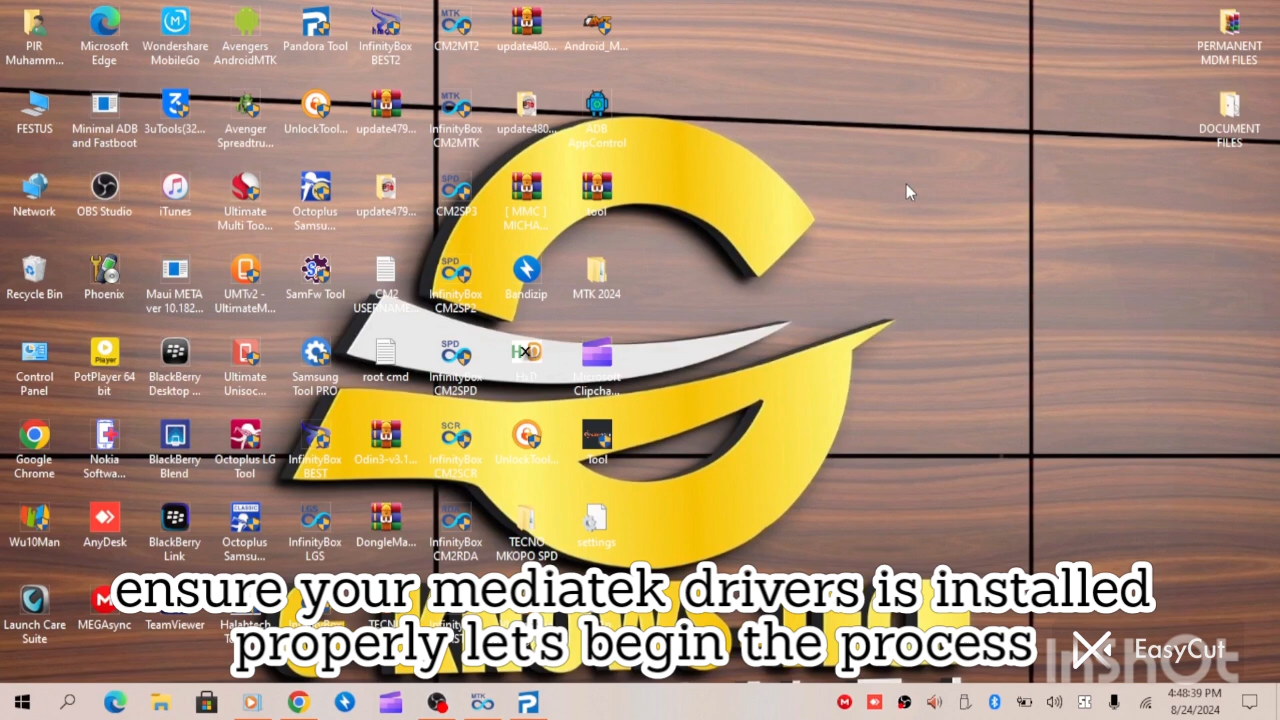 PIR Muhamm...
Microsoft Edge
Wondershare MobileGo
Avengers AndroidMTK
Pandora Tool
InfinityBox BEST2
CM2MT2
update480...
Android_M...
PERMANENT MDM FILES
FESTUS
Minimal ADB and Fastboot
3uTools(32...
Avenger Spreadtru...
UnlockTool...
update479...
InfinityBox CM2MTK
update480...
ADB AppControl
DOCUMENT FILES
Network
OBS Studio
iTunes
Ultimate Multi Too...
Octoplus Samsu...
update479...
CM2SP3
[ MMC ] MICHA...
tool
Recycle Bin
Phoenix
Maui META ver 10.182...
UMTv2 - UltimateM...
SamFw Tool
CM2 USERNAME...
InfinityBox CM2SP2
Bandizip
MTK 2024
Control Panel
PotPlayer 64 bit
BlackBerry Desktop ...
Ultimate Unisoc...
Samsung Tool PRO
root cmd
InfinityBox CM2SPD
HxD
Microsoft Clipcha...
Google Chrome
Nokia Softwa...
BlackBerry Blend
Octoplus LG Tool
InfinityBox BEST
Odin3-v3.1...
InfinityBox CM2SCR
UnlockTool...
Tool
Wu10Man
AnyDesk
BlackBerry Link
Octoplus Samsu...
InfinityBox LGS
DongleMa...
InfinityBox CM2RDA
TECNO MKOPO SPD
settings
Launch Care Suite
MEGAsync
TeamViewer
ensure your mediatek drivers is installed
properly let's begin the process
EasyCut
InShOt
4:48:39 PM
8/24/2024